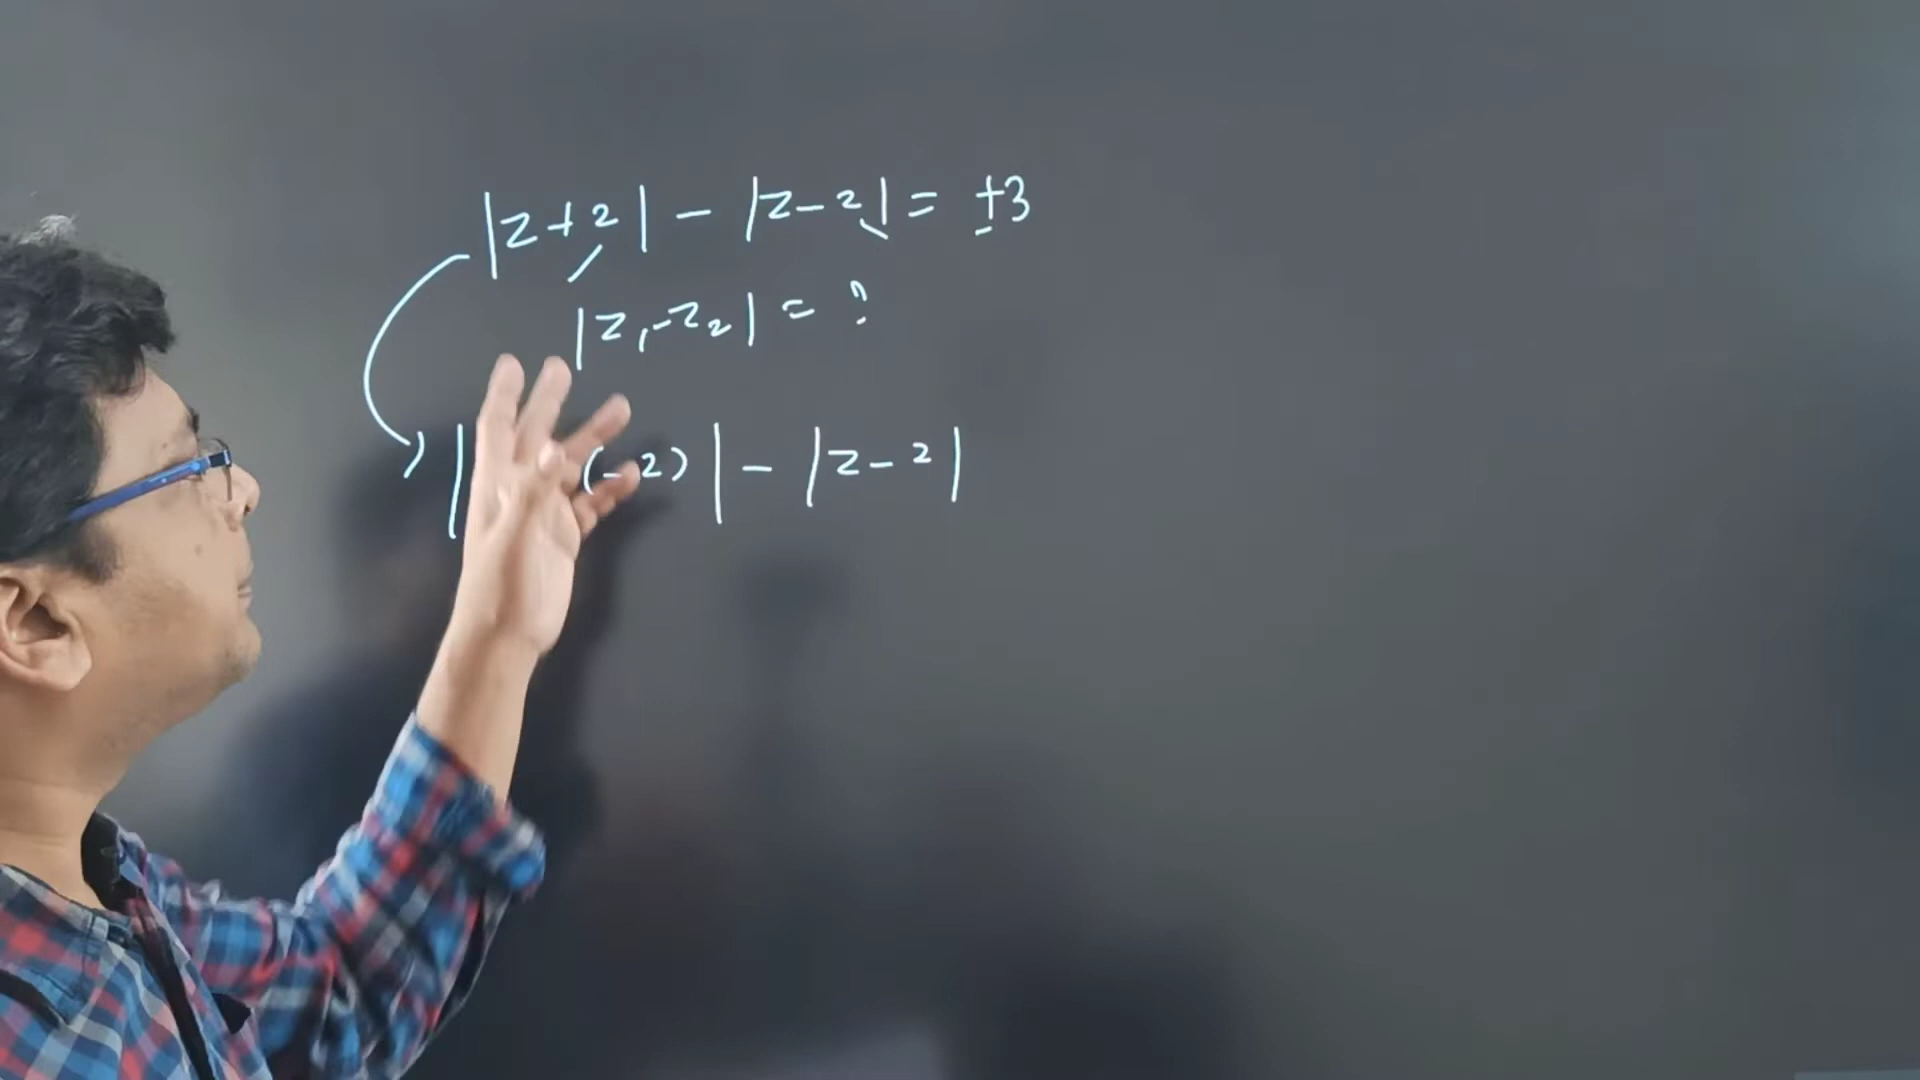 |z+2| - |z-2| = ±3
|z₁-z₂| = ?
| (-2)| - |z-2|